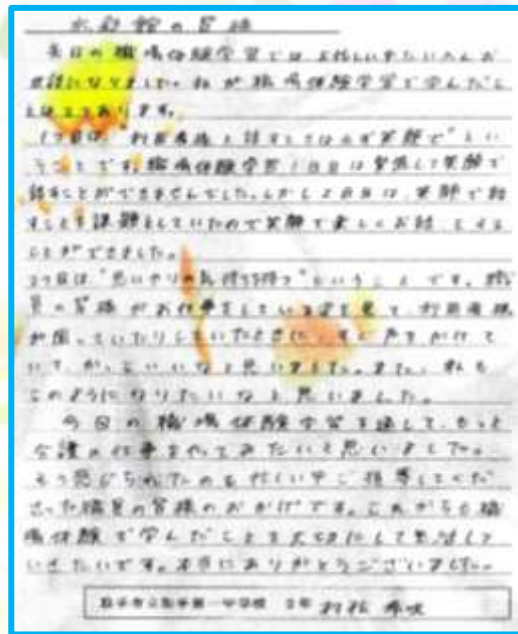 水彩館の皆様
先日の職場体験学習ではお忙しい中たいへんお
世話になりました。私が職場体験学習で学んだこ
とは2つあります。
1つ目は、利用者様と話すときは必ず笑顔で"とい
うことです。職場体験学習1日目は緊張して笑顔で
話すことができませんでした。しかし2日目は、笑顔で話
すことを課題としていたので笑顔で楽しくお話しする
ことができました。
2つ目は"思いやりの気持ちを持つ"ということです。職
員の皆様がお仕事をしている姿を見て、利用者様
が困っていたりしていたときに、すぐ声をかけて
いて、かっこいいなと思いました。また、私も
このようになりたいなと思いました。
今回の職場体験学習を通して、もっと
介護の仕事をやってみたいと思いました。
そう感じられたのも忙しい中ご指導してくだ
さった職員の皆様のおかげです。これからも職
場体験で学んだことを大切にして生活して
いきたいです。本当にありがとうございました。
取手市立取手第一中学校 2年